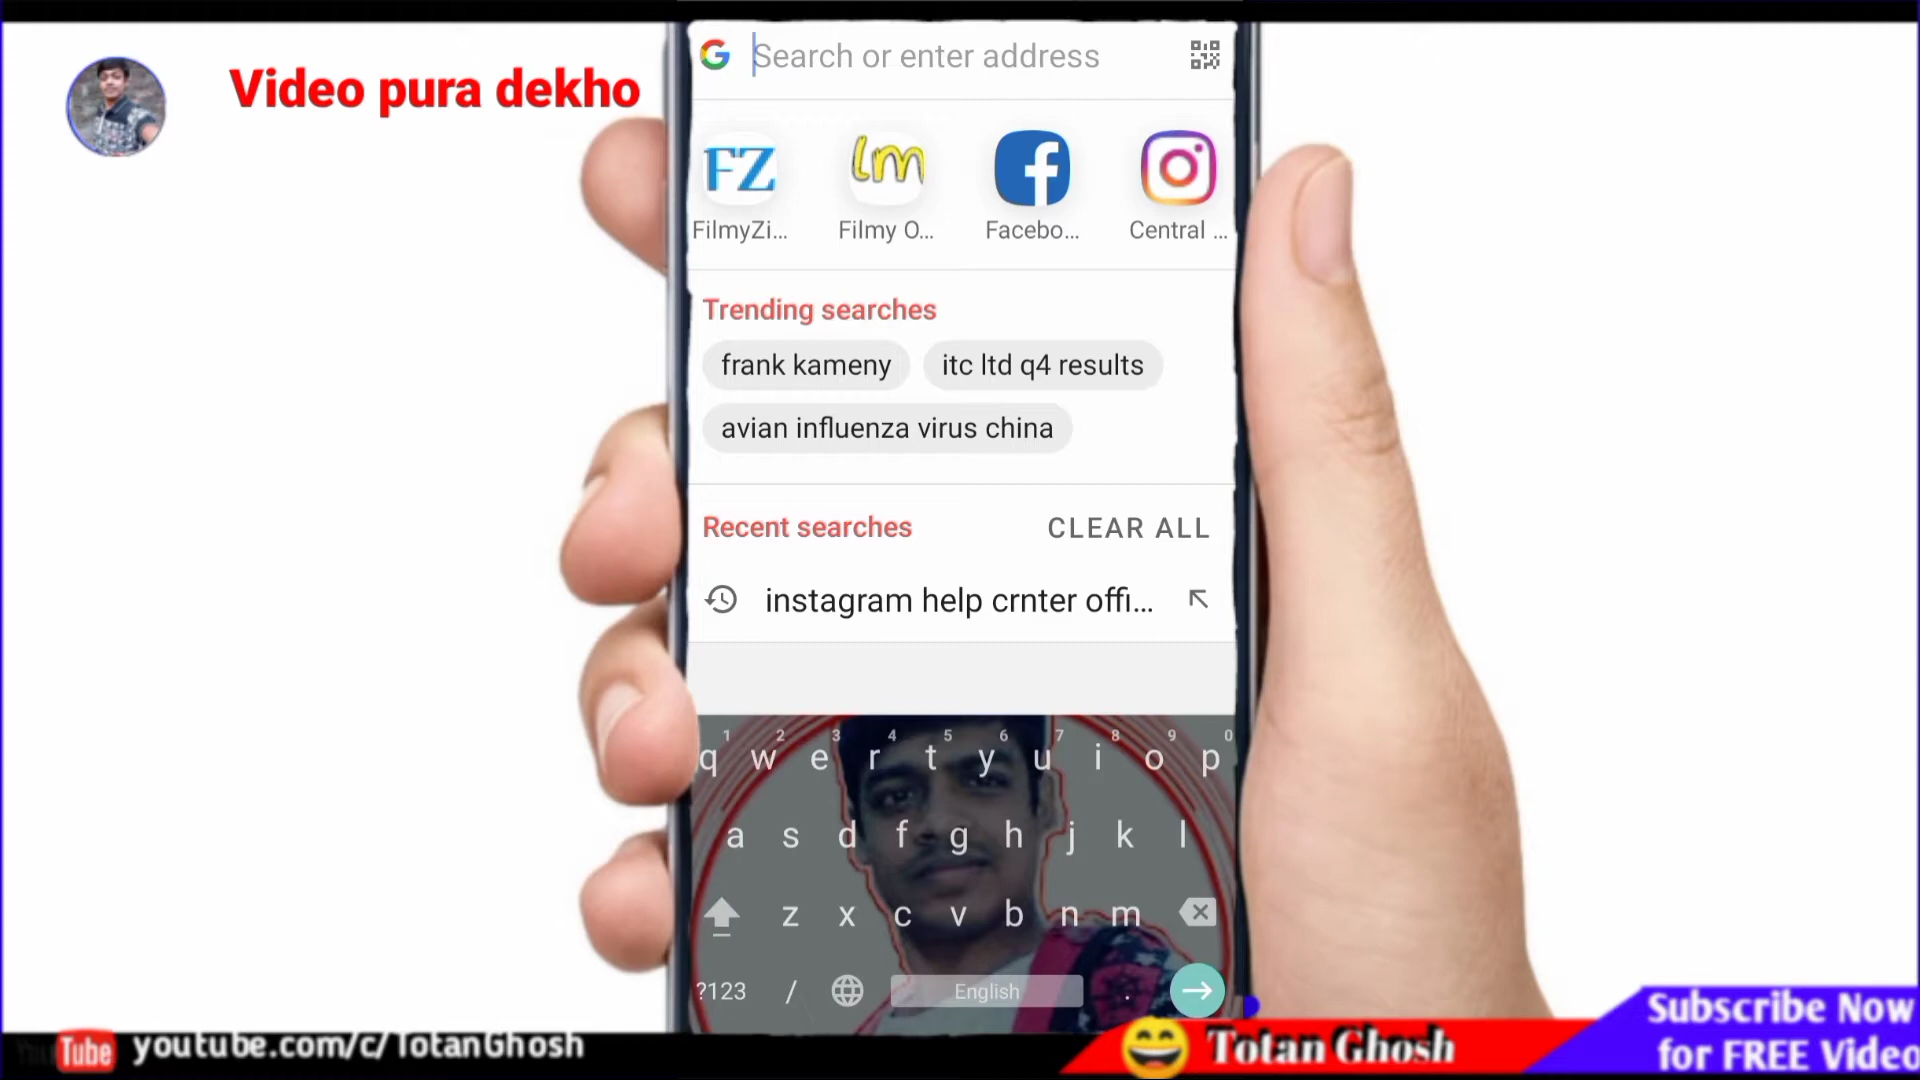 Search or enter address
Video pura dekho
FZ
lm
FilmyZi...
Filmy O...
Facebo...
Central ...
Trending searches
frank kameny
itc ltd q4 results
avian influenza virus china
Recent searches
CLEAR ALL
instagram help crnter offi...
1 2 3 4 5 6 7 8 9 0
q w e r t y u i o p
a s d f g h j k l
z x c v b n m
?123 / English .
Tube youtube.com/c/TotanGhosh
Totan Ghosh
Subscribe Now
for FREE Video